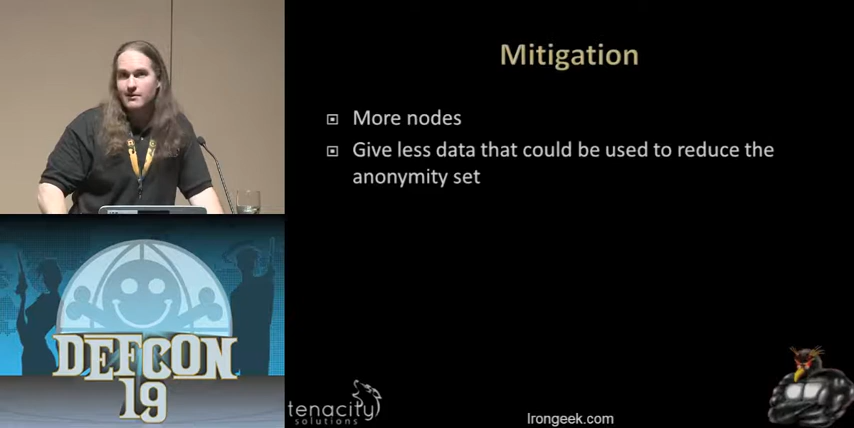 Mitigation
More nodes
Give less data that could be used to reduce the
anonymity set
DEFCON
19
tenacity
solutions
Irongeek.com